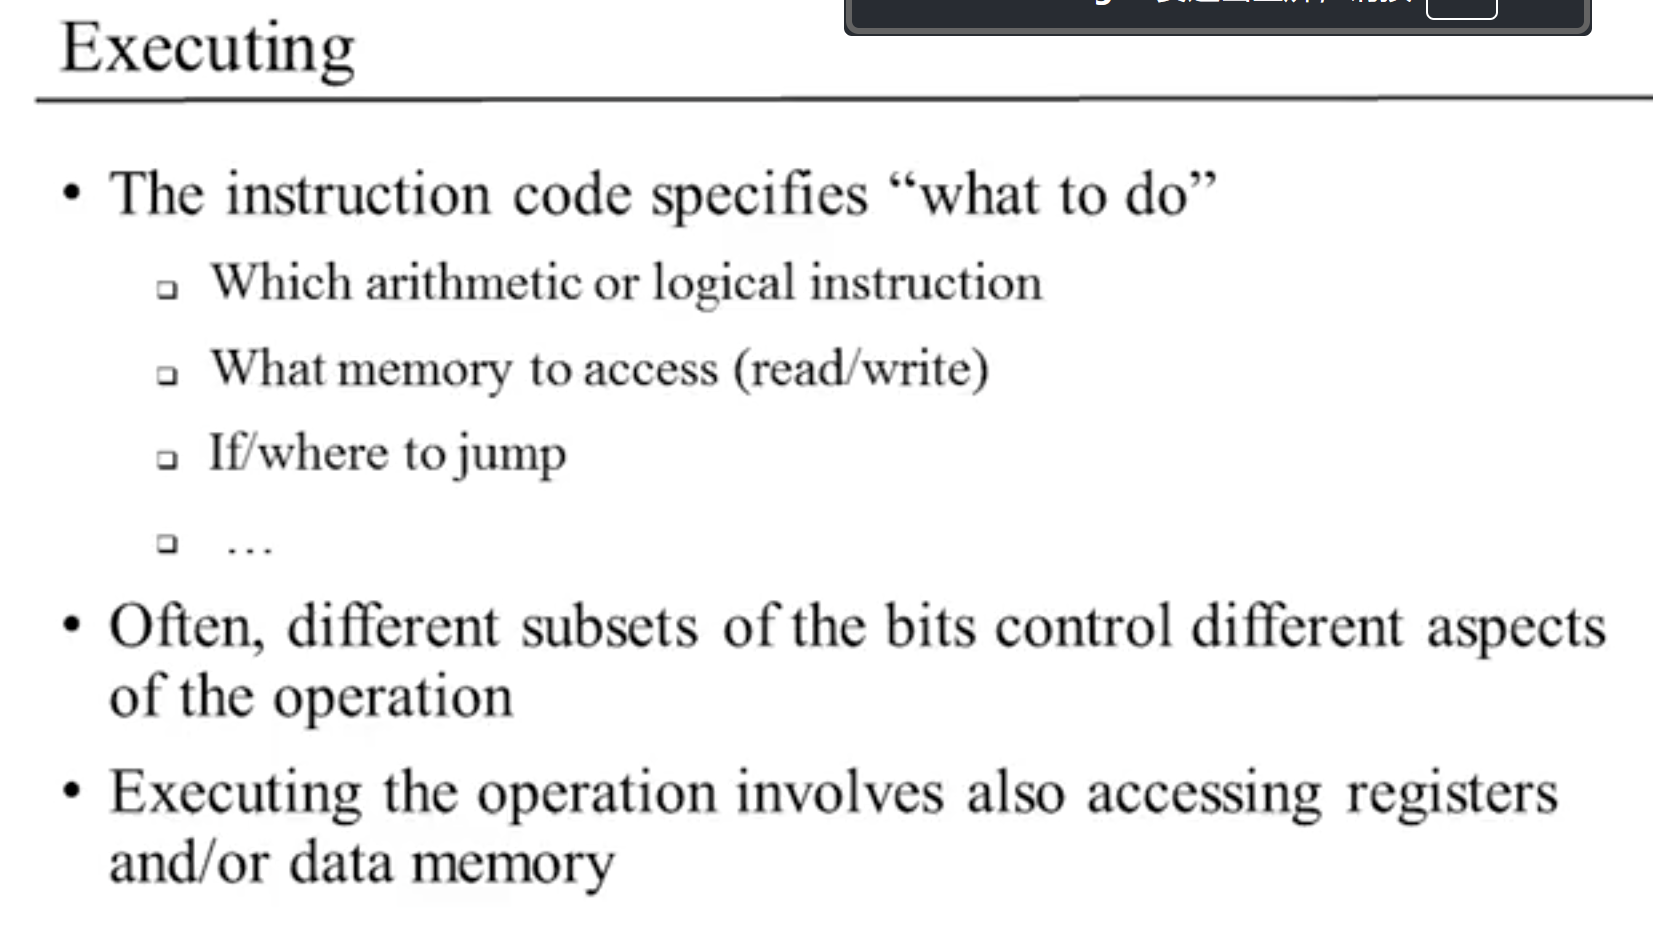 Executing
• The instruction code specifies “what to do”
❑ Which arithmetic or logical instruction
❑ What memory to access (read/write)
❑ If/where to jump
❑ …
• Often, different subsets of the bits control different aspects
of the operation
• Executing the operation involves also accessing registers
and/or data memory